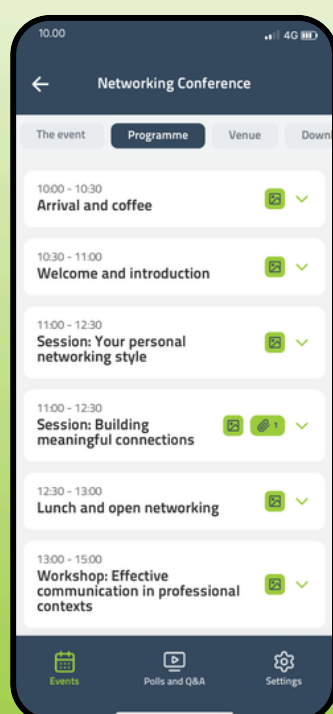 10.00
4G
Networking Conference
The event
Programme
Venue
Downl
10:00 - 10:30
Arrival and coffee
10:30 - 11:00
Welcome and introduction
11:00 - 12:30
Session: Your personal
networking style
11:00 - 12:30
Session: Building
meaningful connections
1
12:30 - 13:00
Lunch and open networking
13:00 - 15:00
Workshop: Effective
communication in professional
contexts
Events
Polls and Q&A
Settings